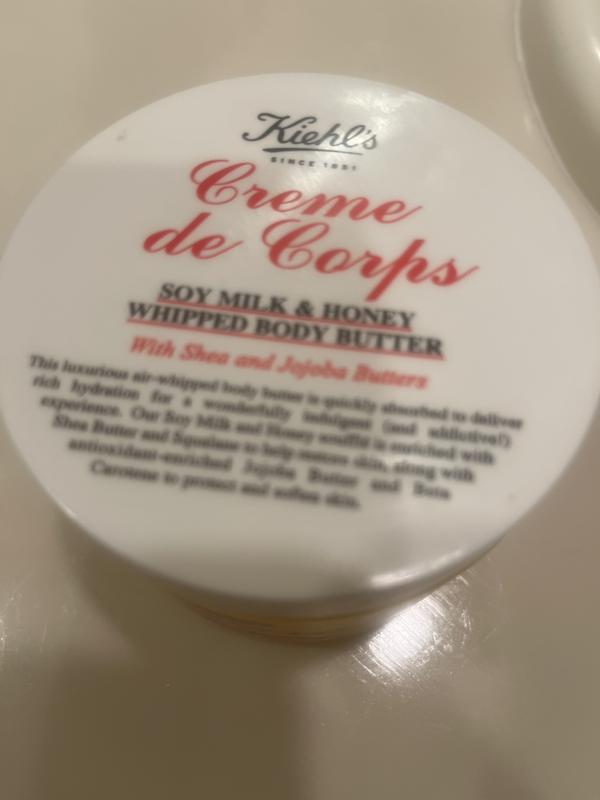 Kiehl's
SINCE 1851
Creme
de Corps
SOY MILK & HONEY
WHIPPED BODY BUTTER
With Shea and Jojoba Butters
This luxurious air-whipped body butter is quickly absorbed to deliver
rich hydration for a wonderfully indulgent (and addictive!)
experience. Our Soy Milk and Honey soufflé is enriched with
Shea Butter and Squalane to help restore skin, along with
antioxidant-enriched Jojoba Butter and Beta
Carotene to protect and soften skin.